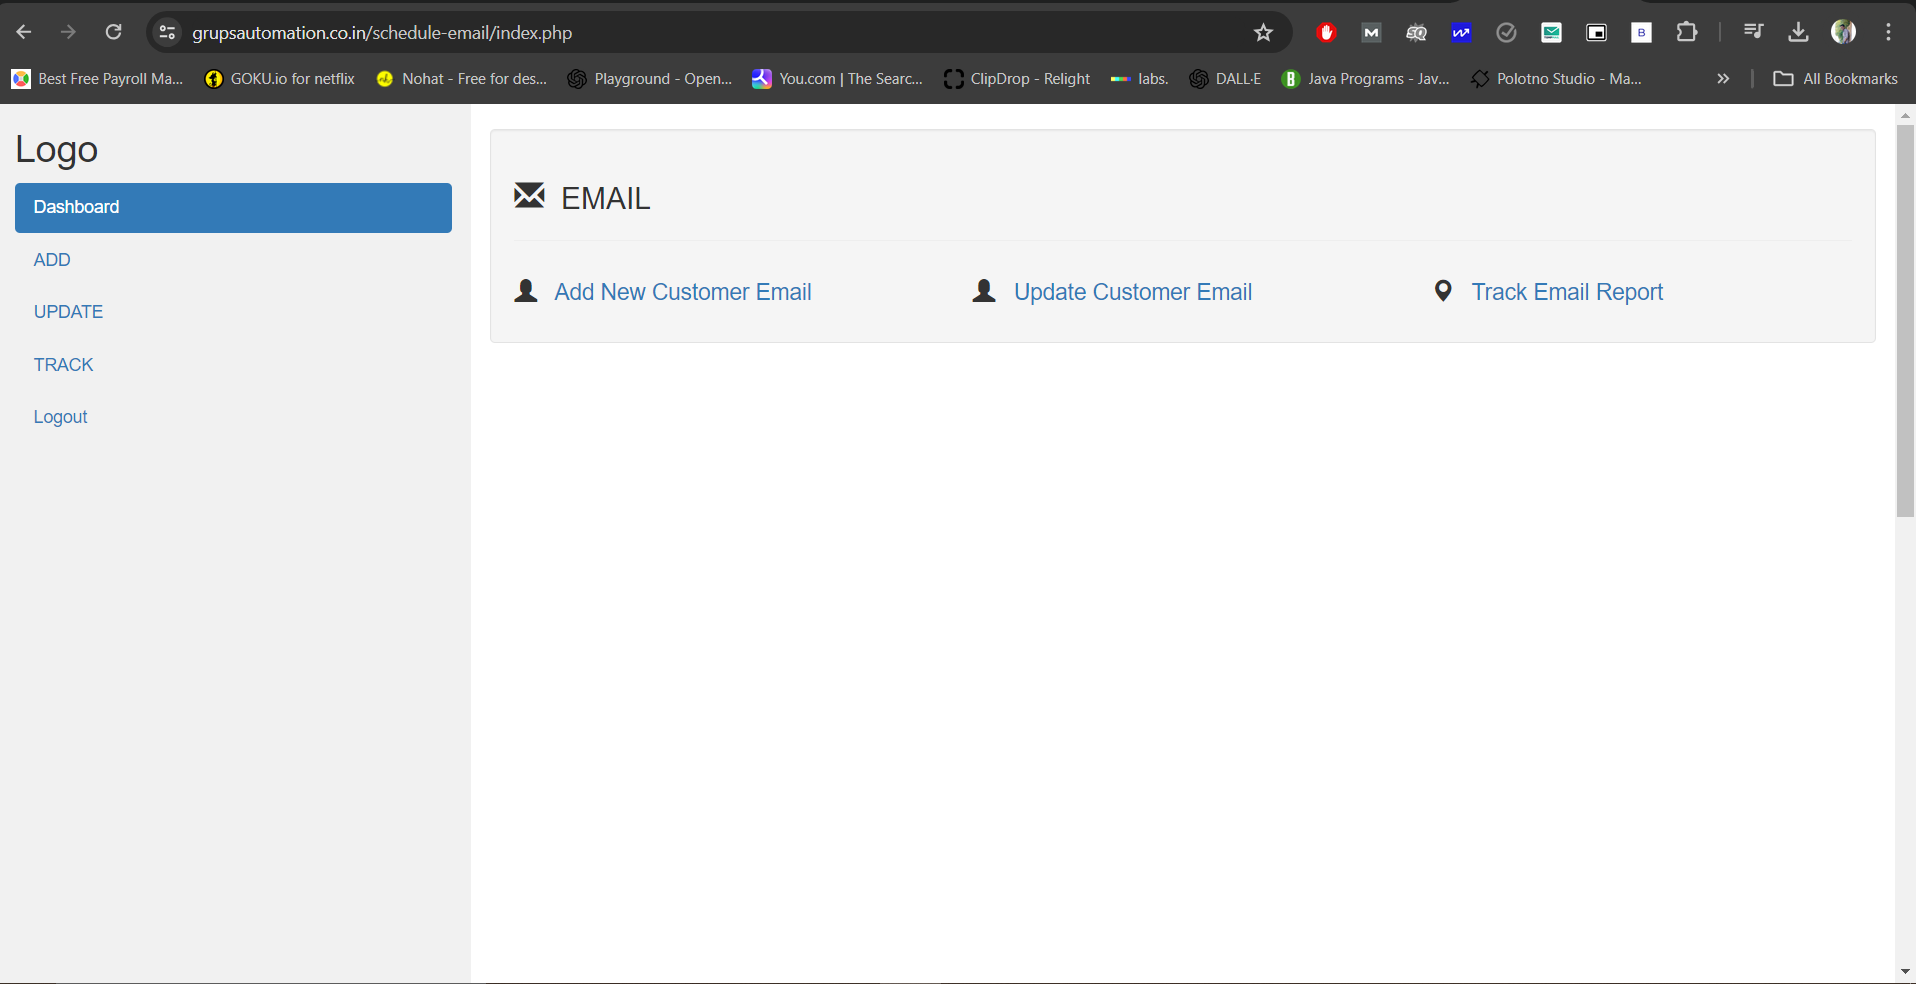 grupsautomation.co.in/schedule-email/index.php
Best Free Payroll Ma... GOKU.io for netflix Nohat - Free for des... Playground - Open... You.com | The Searc... ClipDrop - Relight labs. DALL·E Java Programs - Jav... Polotno Studio - Ma... » All Bookmarks
Logo
Dashboard
ADD
UPDATE
TRACK
Logout
EMAIL
Add New Customer Email Update Customer Email Track Email Report